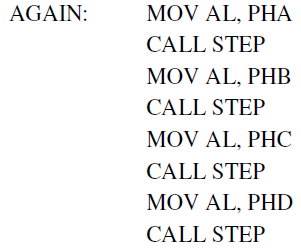 AGAIN: MOV AL, PHA
CALL STEP
MOV AL, PHB
CALL STEP
MOV AL, PHC
CALL STEP
MOV AL, PHD
CALL STEP